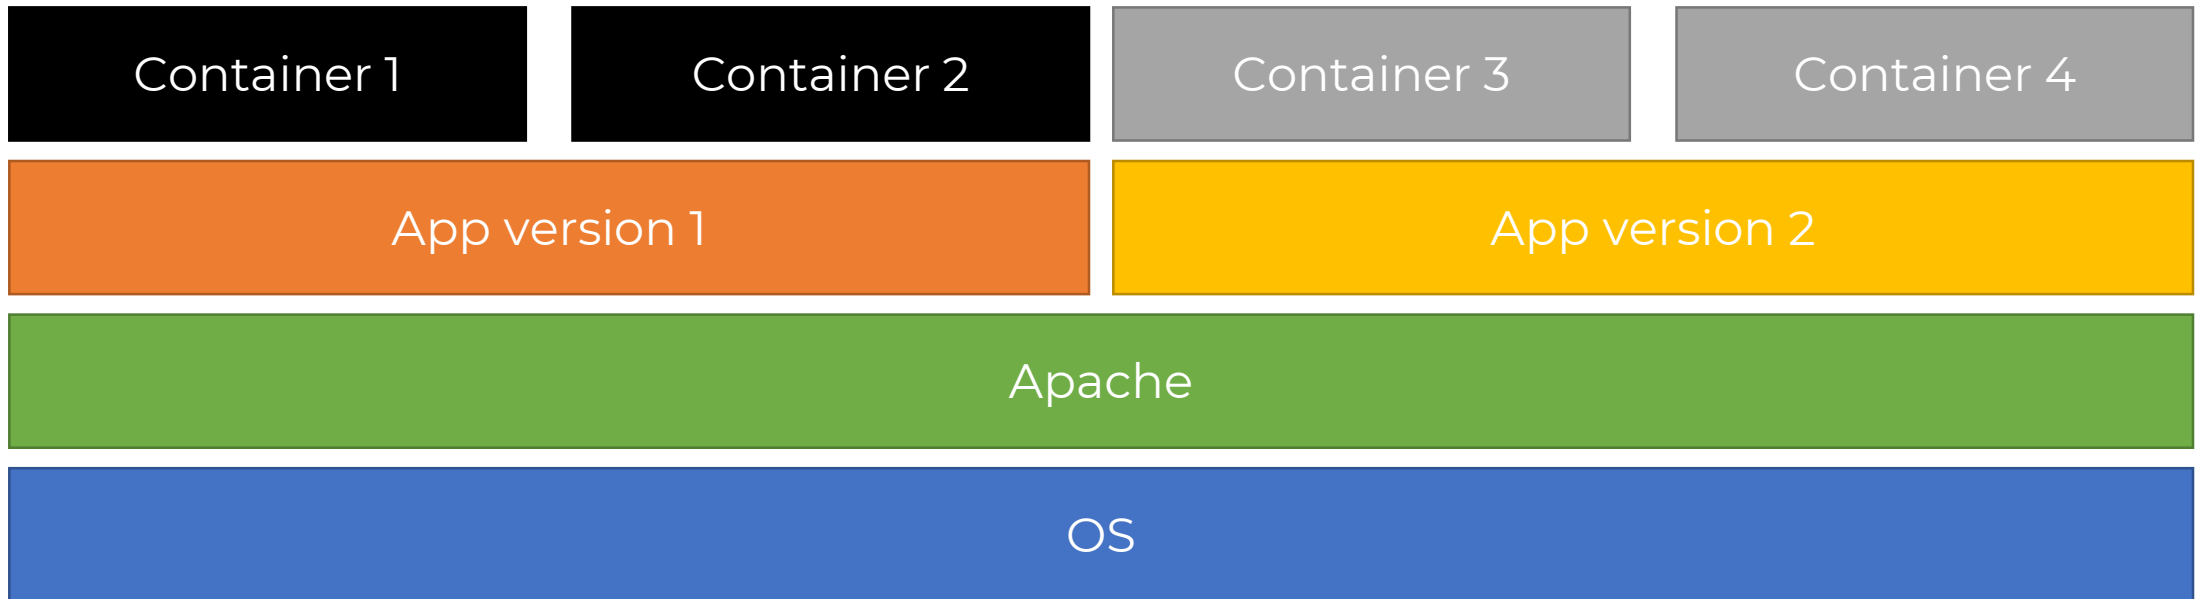 Container 1
Container 2
Container 3
Container 4
App version 1
App version 2
Apache
OS